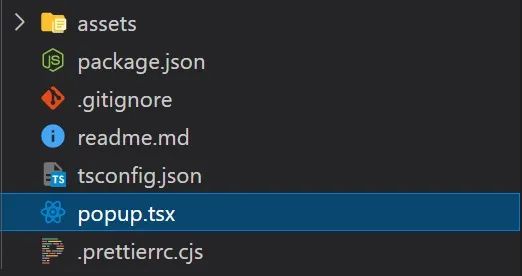 assets
package.json
.gitignore
readme.md
tsconfig.json
popup.tsx
.prettierrc.cjs